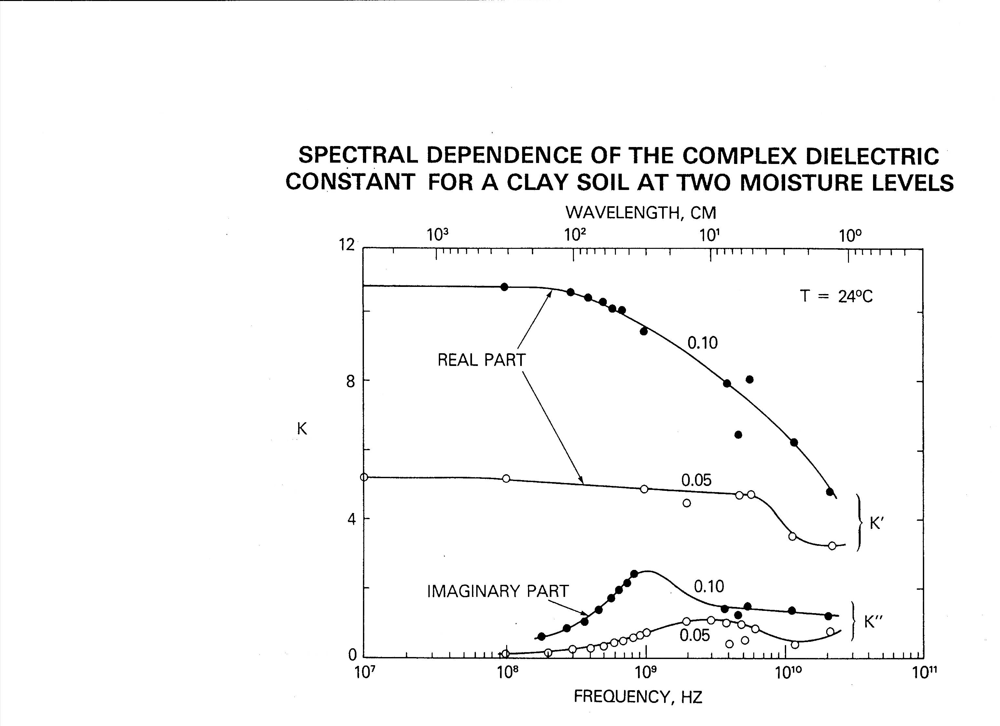 SPECTRAL DEPENDENCE OF THE COMPLEX DIELECTRIC
CONSTANT FOR A CLAY SOIL AT TWO MOISTURE LEVELS
WAVELENGTH, CM
10³ 10² 10¹ 10⁰
12
T = 24⁰C
0.10
REAL PART
8
K
0.05
4
K′
IMAGINARY PART
0.10
K″
0.05
0
10⁷ 10⁸ 10⁹ 10¹⁰ 10¹¹
FREQUENCY, HZ